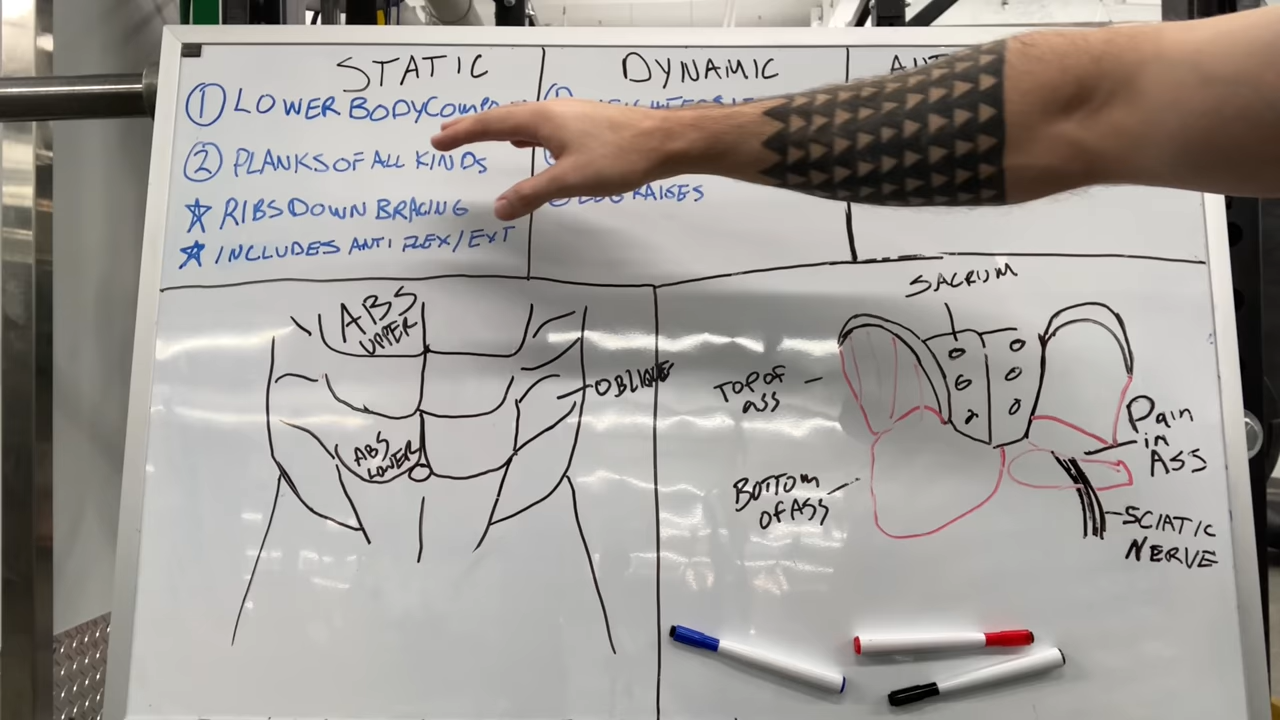 STATIC
① LOWER BODY
② PLANKS OF ALL KINDS
☆ RIBS DOWN BRACING
☆ INCLUDES ANTI FLEX/EXT
DYNAMIC
RAISES
ABS
UPPER
OBLIQUE
ABS
LOWER
SACRUM
TOP OF
ASS
BOTTOM
OF ASS
PAIN
IN
ASS
SCIATIC
NERVE